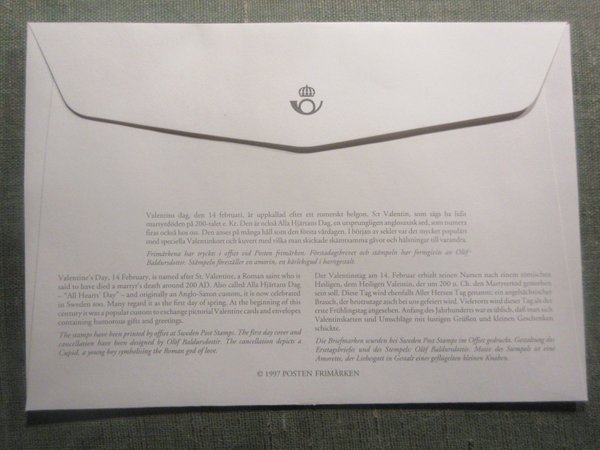 Valentins dag, den 14 februari, är uppkallad efter ett romerskt helgon, S:t Valentin, som sägs ha lidit
martyrdöden på 200-talet e. Kr. Den är också Alla Hjärtans Dag, en ursprungligen anglosaxisk sed, som numera
firas också hos oss. Den anses på många håll som den första vårdagen. I början av seklet var det mycket populärt
med speciella Valentinkort och kuvert med vilka man skickade skämtsamma gåvor och hälsningar till varandra.
Frimärkena har tryckts i offset vid Posten Frimärken. Förstadagsbrevet och stämpeln har formgivits av Olöf
Baldursdottir. Stämpeln föreställer en amorin, en kärleksgud i barngestalt.
Valentine's Day, 14 February, is named after St. Valentine, a Roman saint who is
said to have died a martyr's death around 200 AD. Also called Alla Hjärtans Dag
– "All Hearts' Day" – and originally an Anglo-Saxon custom, it is now celebrated
in Sweden too. Many regard it as the first day of spring. At the beginning of this
century it was a popular custom to exchange pictorial Valentine cards and envelopes
containing humorous gifts and greetings.
The stamps have been printed by offset at Sweden Post Stamps. The first day cover and
cancellation have been designed by Olöf Baldursdottir. The cancellation depicts a
Cupid, a young boy symbolising the Roman god of love.
Der Valentinstag am 14. Februar erhielt seinen Namen nach einem römischen
Heiligen, dem Heiligen Valentin, der um 200 u. Ch. den Martyrertod gestorben
sein soll. Diese Tag wird ebenfalls Aller Herzen Tag genannt; ein angelsächsischer
Brauch, der heutzutage auch bei uns gefeiert wird. Vielerorts wird dieser Tag als der
erste Frühlingstag angesehen. Anfang des Jahrhunderts war es üblich, daß man sich
Valentinskarten und Umschläge mit lustigen Grüßen und kleinen Geschenken
schickte.
Die Briefmarken wurden bei Sweden Post Stamps im Offset gedruckt. Gestaltung des
Ersttagsbriefes und des Stempels: Olöf Baldursdottir. Motiv des Stempels ist eine
Amorette, der Liebesgott in Gestalt eines geflügelten kleinen Knaben.
© 1997 POSTEN FRIMÄRKEN